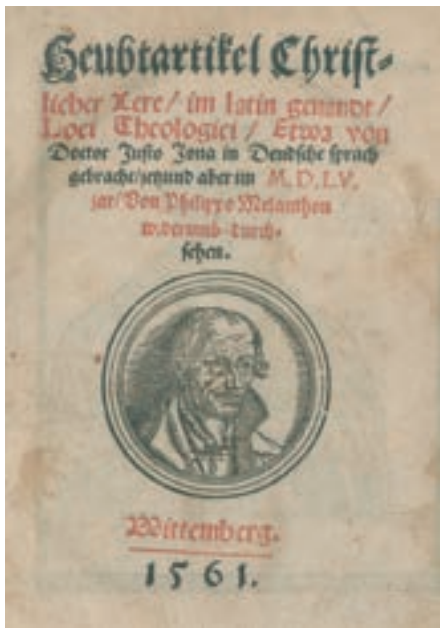 Heubtartikel Christ-
licher Lere/ im latin genandt/
Loci Theologici/ Etwa von
Doctor Justo Jona in Deudsche sprach
gebracht/jetzund aber im M. D. LV.
jar/ Von Philippo Melanthon
widerumb durch-
sehen.
Wittemberg.
1561.